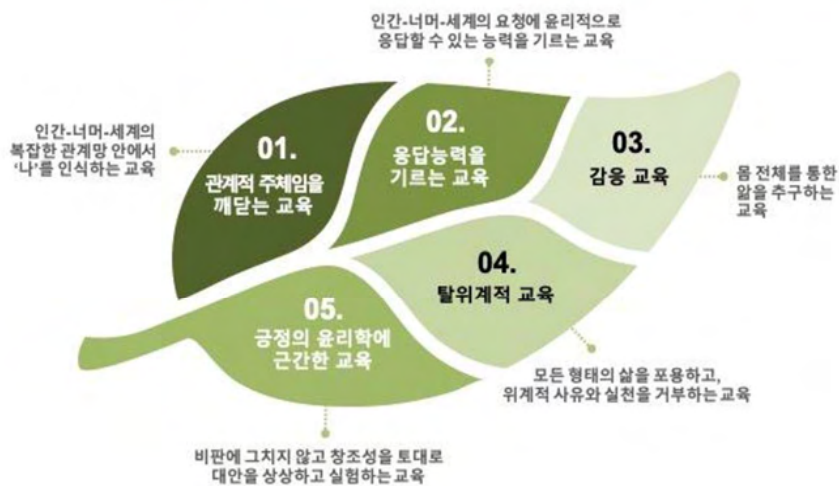 인간-너머-세계의 복잡한 관계망 안에서
‘나’를 인식하는 교육
01.
관계적 주체임을
깨닫는 교육
인간-너머-세계의 요청에 윤리적으로
응답할 수 있는 능력을 기르는 교육
02.
응답능력을
기르는 교육
03.
감응 교육
몸 전체를 통한
앎을 추구하는
교육
04.
탈위계적 교육
모든 형태의 삶을 포용하고,
위계적 사유와 실천을 거부하는 교육
05.
긍정의 윤리학에
근간한 교육
비판에 그치지 않고 창조성을 토대로
대안을 상상하고 실험하는 교육